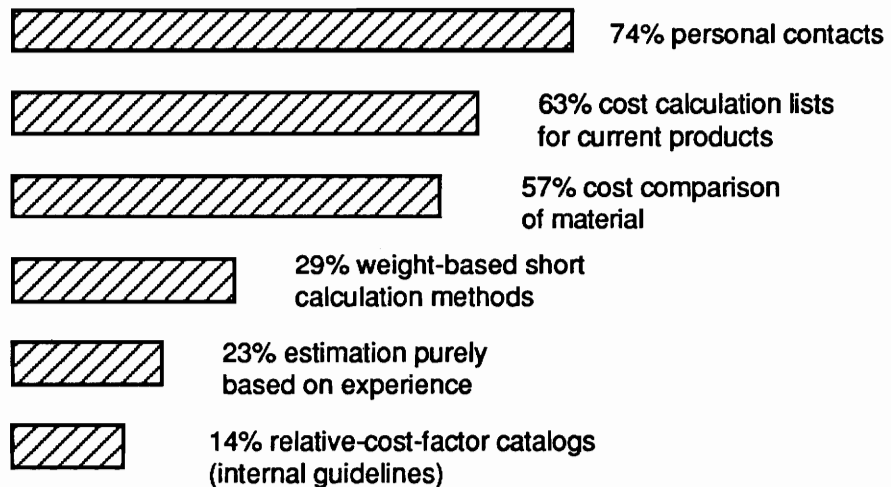 74% personal contacts
63% cost calculation lists
for current products
57% cost comparison
of material
29% weight-based short
calculation methods
23% estimation purely
based on experience
14% relative-cost-factor catalogs
(internal guidelines)